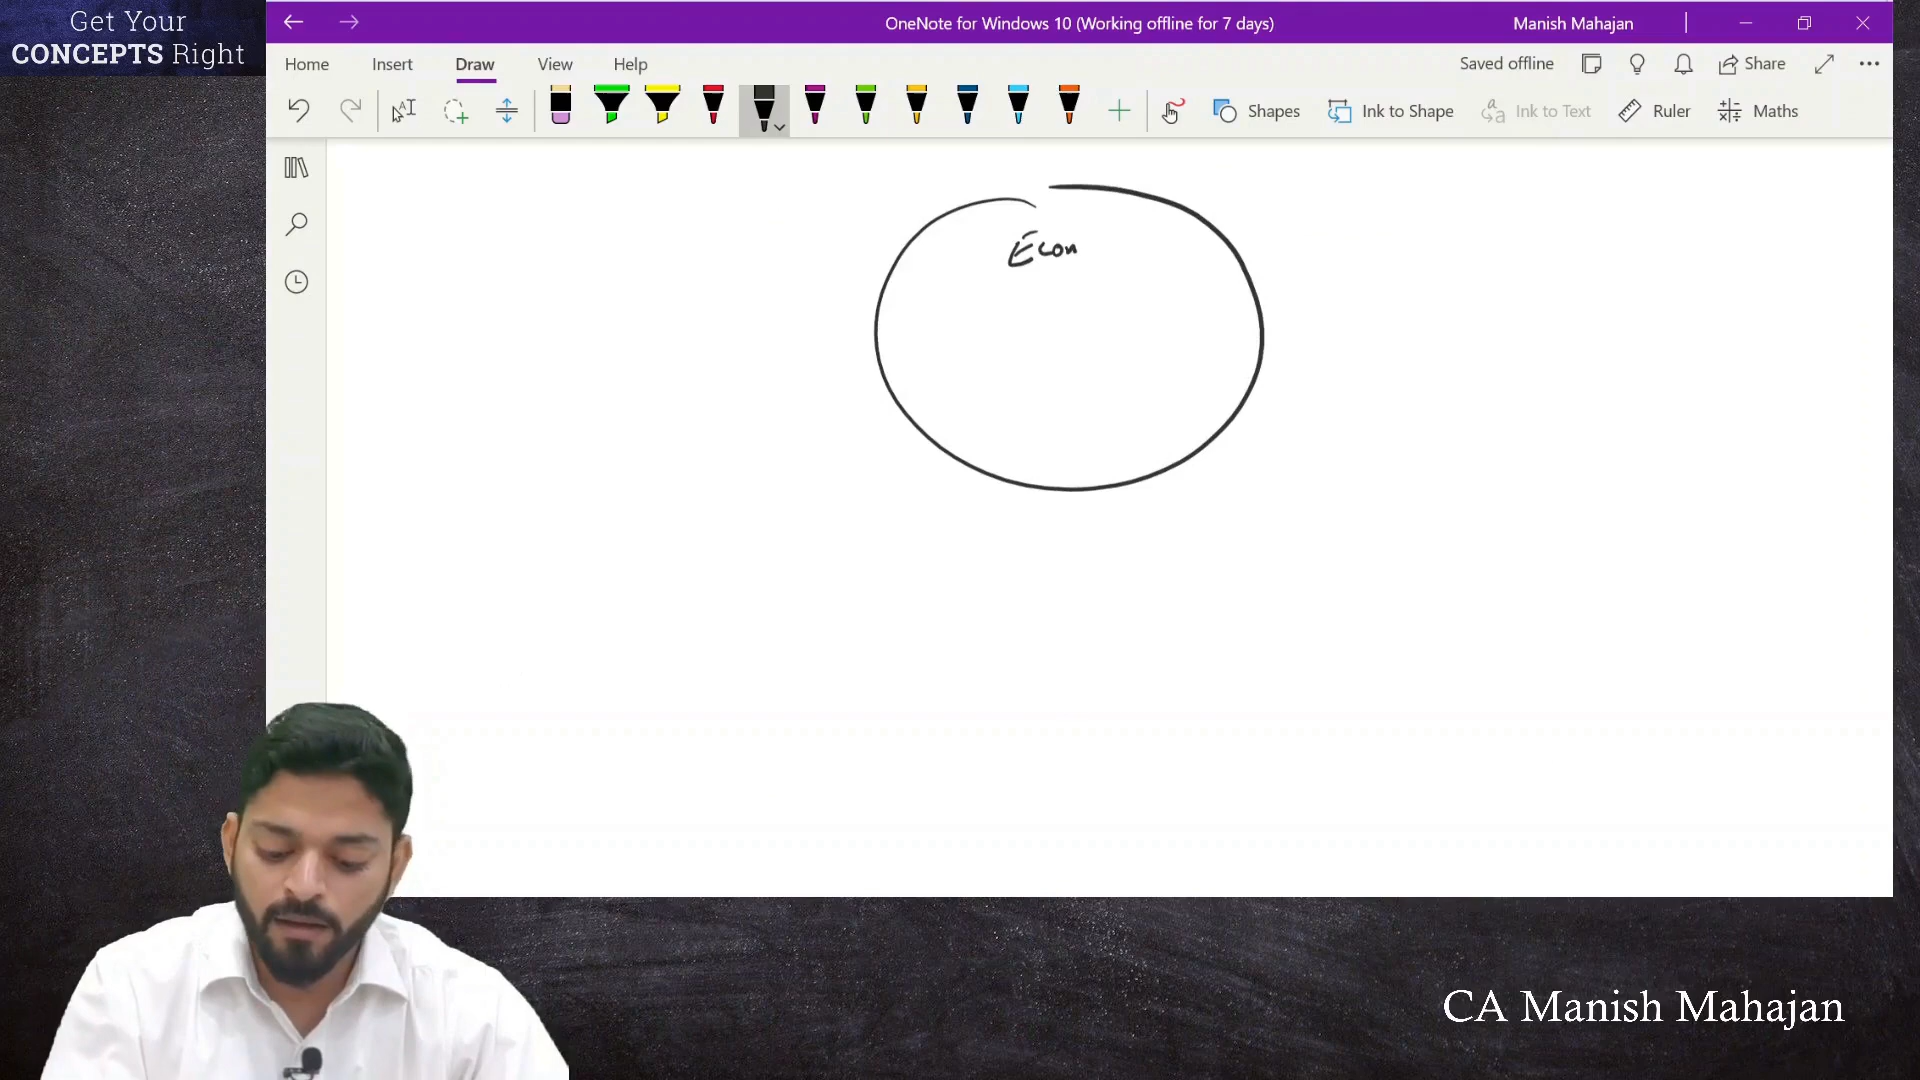 Get Your
CONCEPTS Right
OneNote for Windows 10 (Working offline for 7 days)
Manish Mahajan
Home
Insert
Draw
View
Help
Saved offline
Share
Shapes
Ink to Shape
Ink to Text
Ruler
Maths
Econ
CA Manish Mahajan